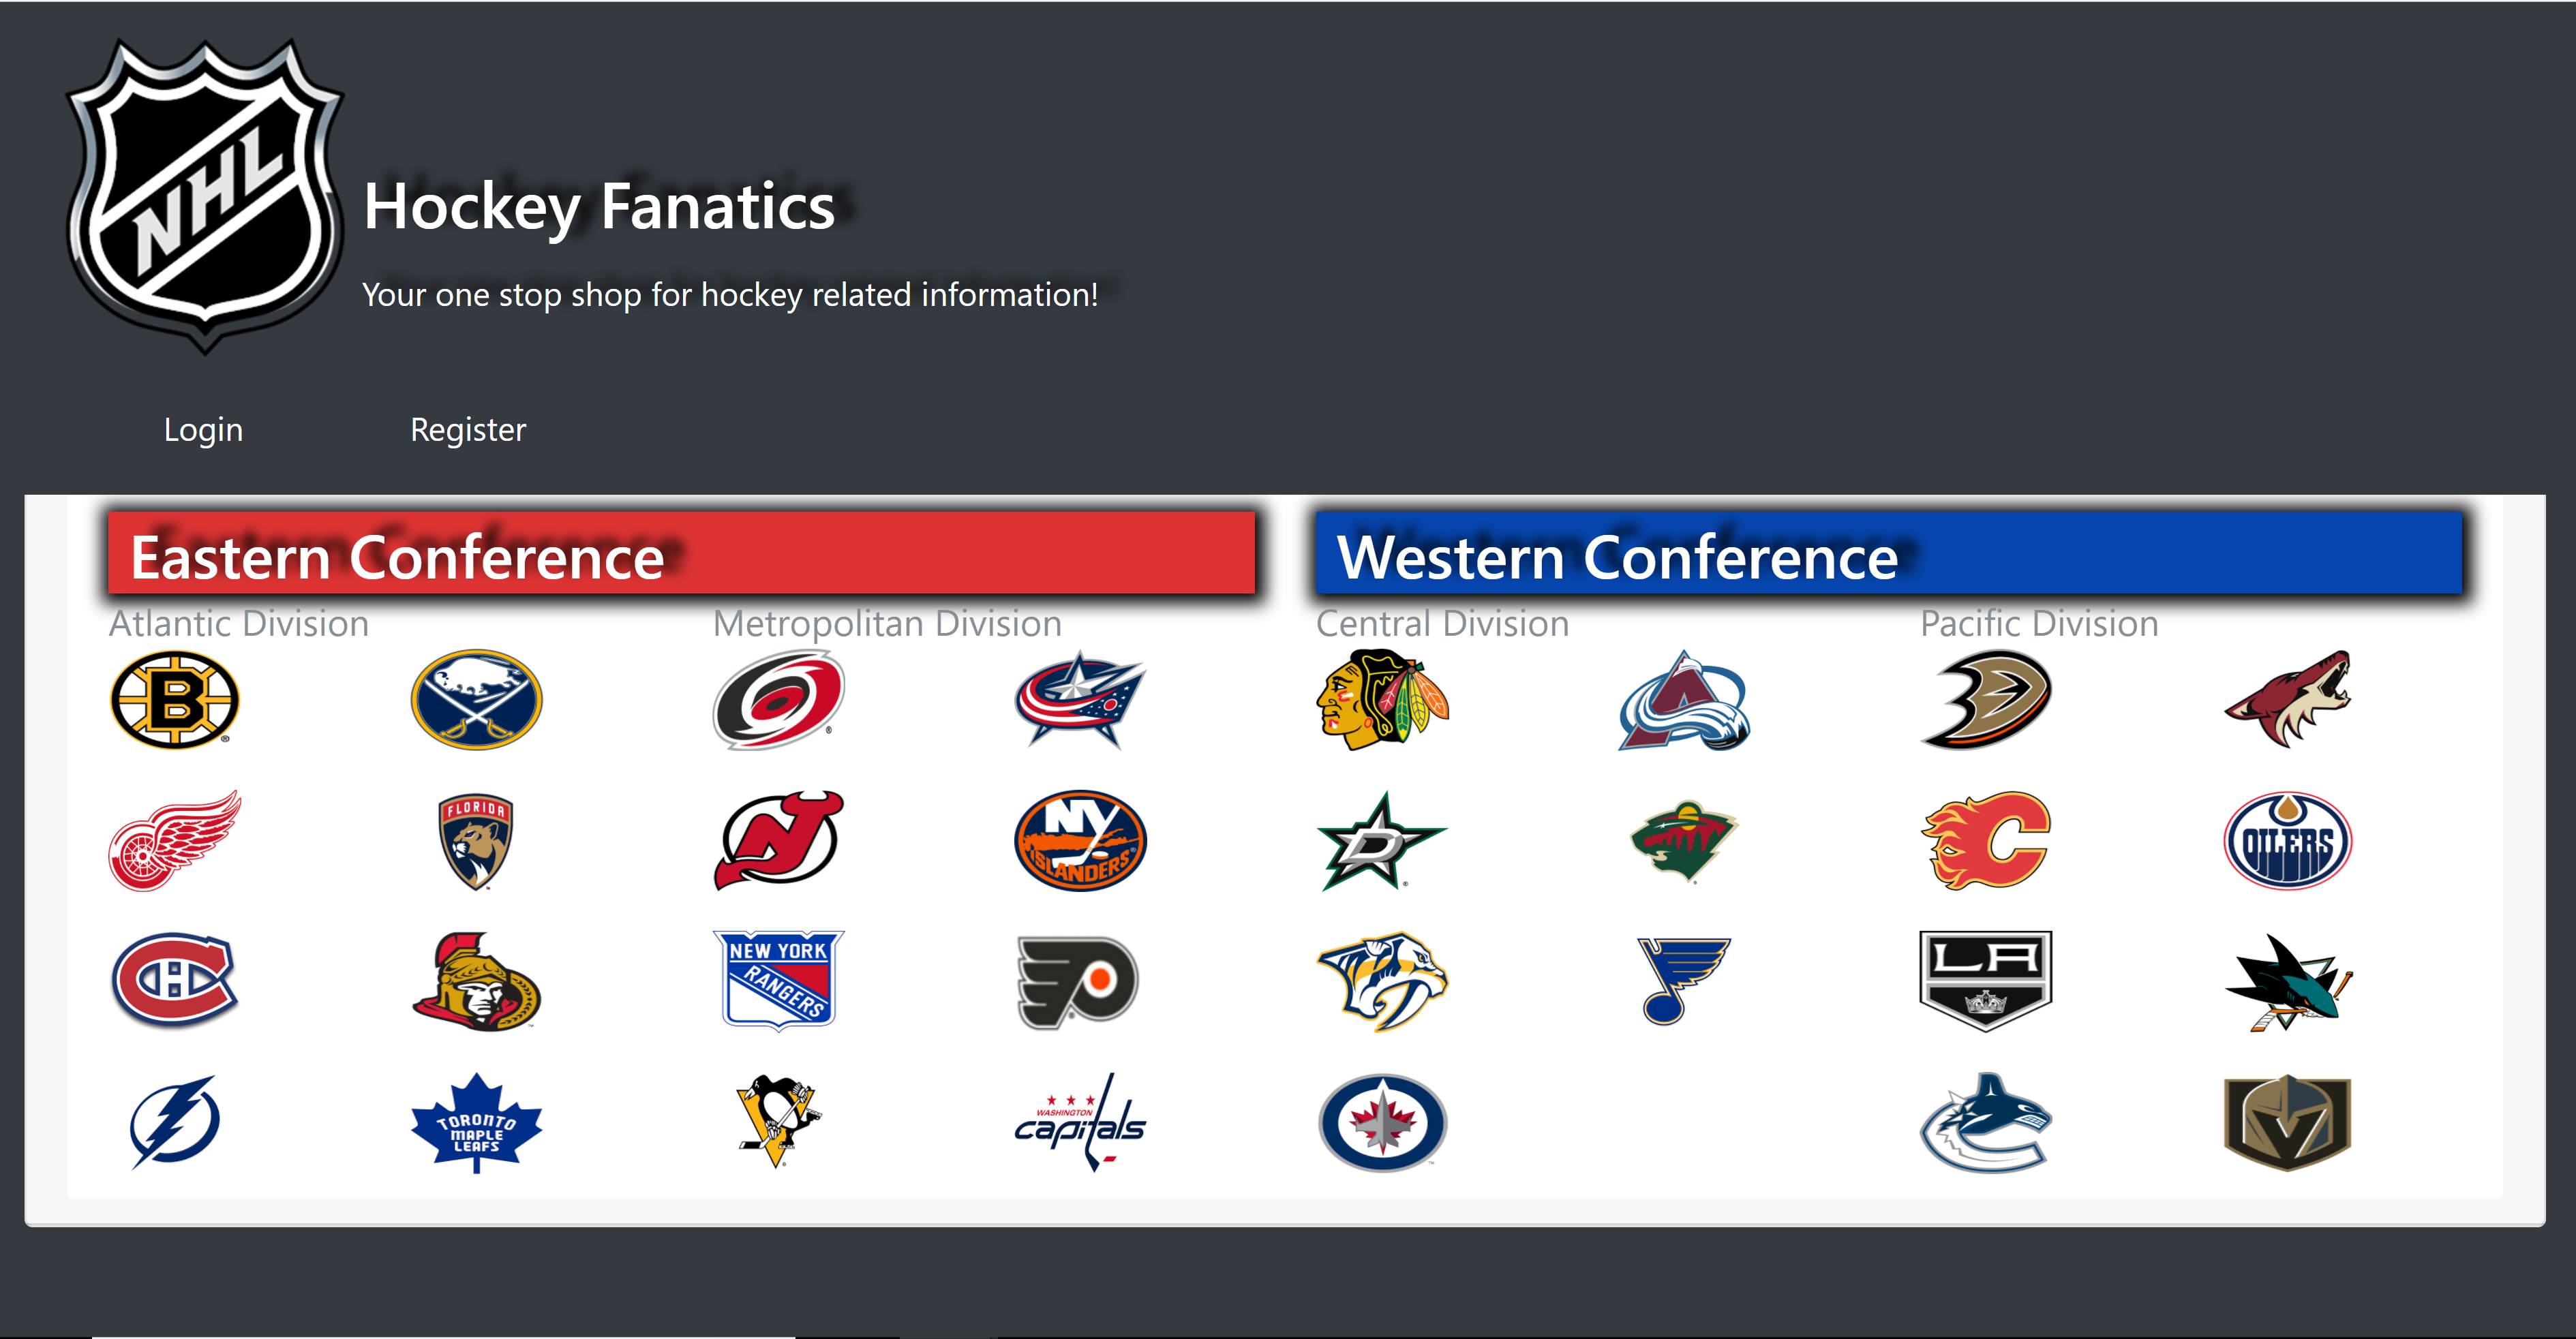 NHL
Hockey Fanatics
Your one stop shop for hockey related information!
Login
Register
Eastern Conference
Western Conference
Atlantic Division
Metropolitan Division
Central Division
Pacific Division
B
A
FLORIDA
NY
ISLANDERS
D
C
OILERS
CH
NEW YORK
RANGERS
P
LA
TORONTO
MAPLE
LEAFS
WASHINGTON
capitals